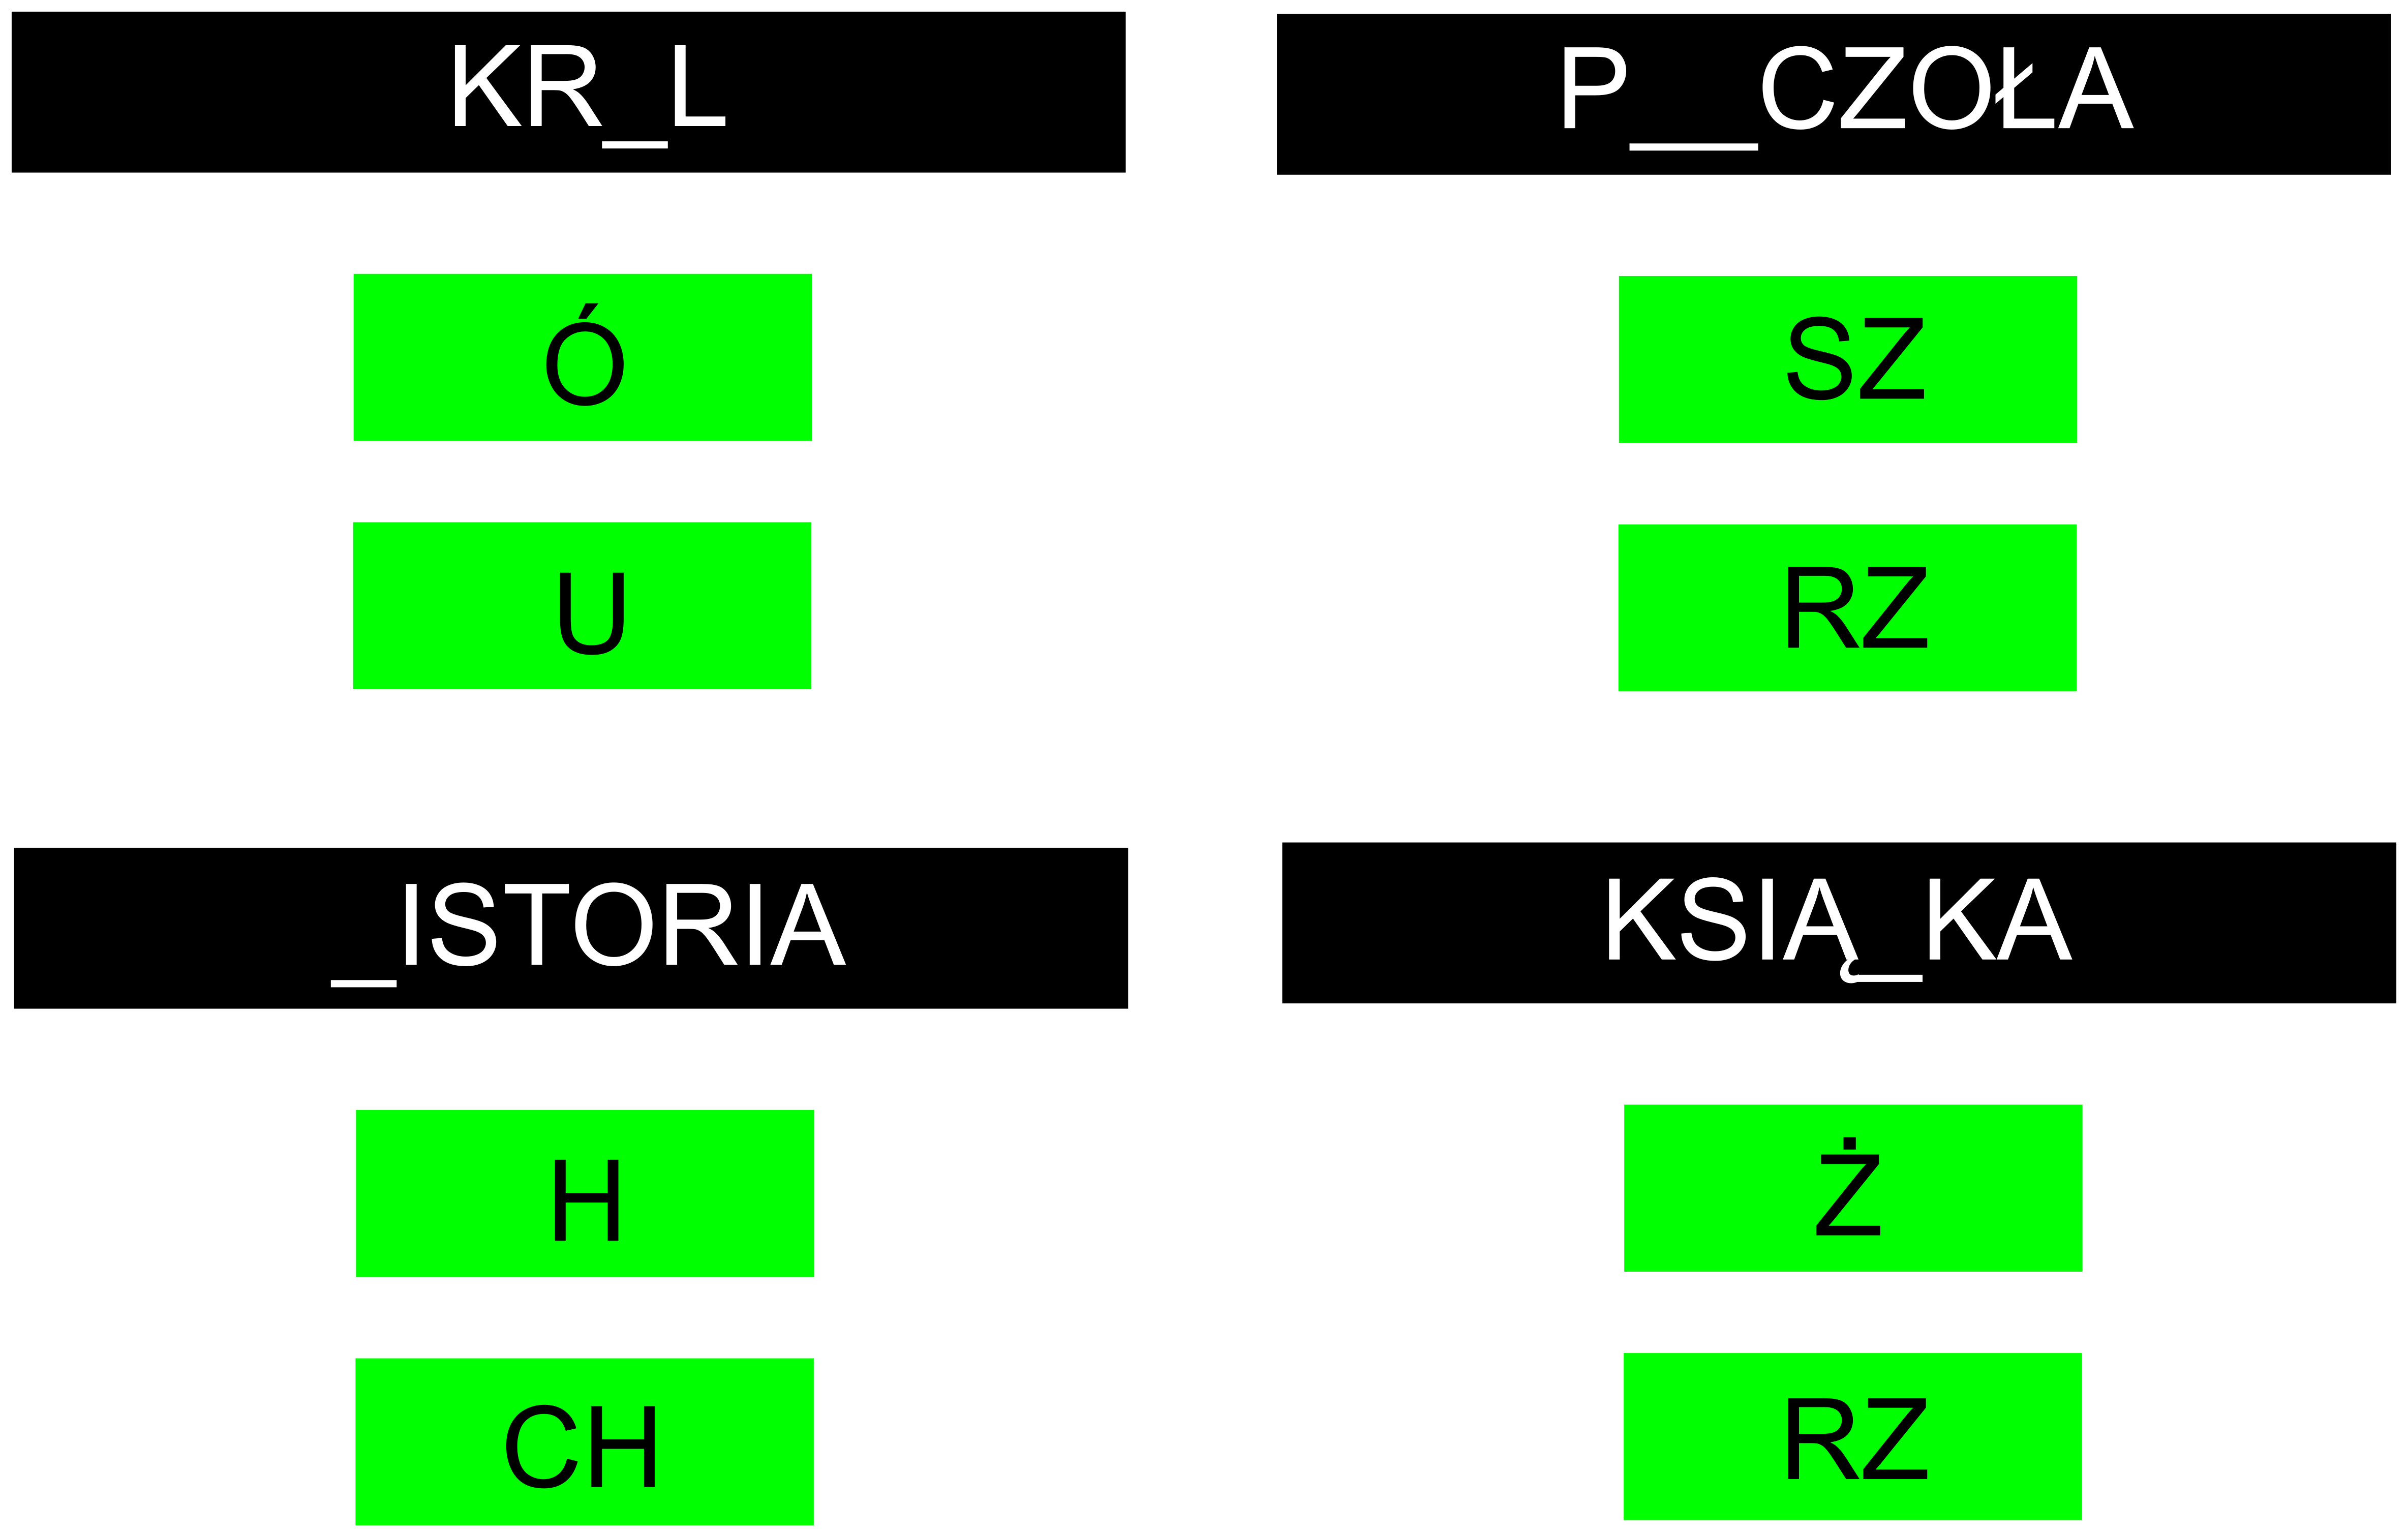 KR_L
Ó
U
P__CZOŁA
SZ
RZ
_ISTORIA
H
CH
KSIĄ_KA
Ż
RZ